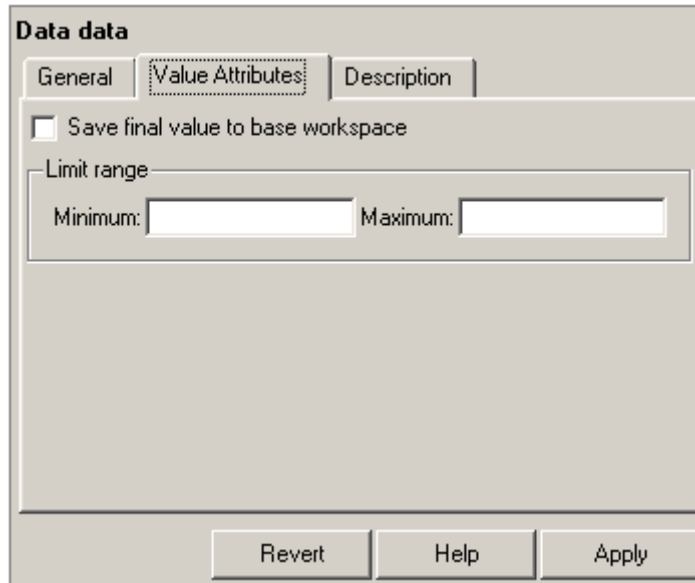 Data data
General Value Attributes Description
Save final value to base workspace
Limit range
Minimum: Maximum:
Revert Help Apply